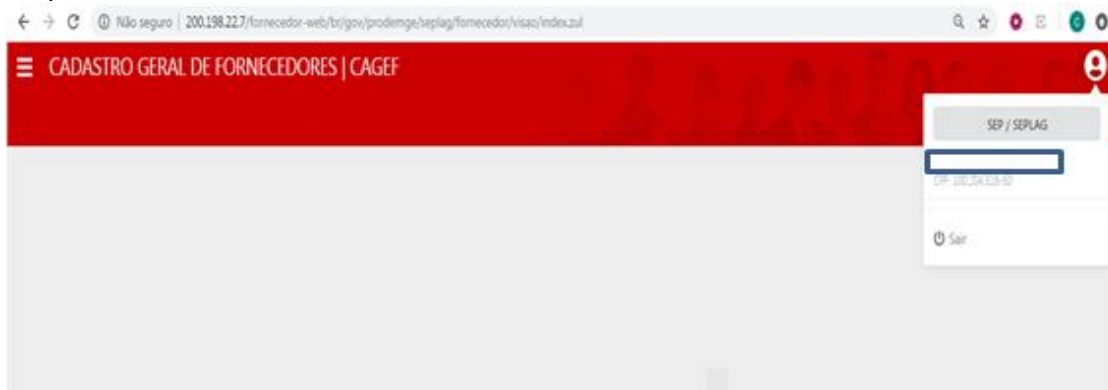 Não seguro | 200.198.22.7/fornecedor-web/br/gov/prodemge/seplag/fornecedor/visao/index.zul
CADASTRO GERAL DE FORNECEDORES | CAGEF
SEP / SEPLAG
CPF:
Sair